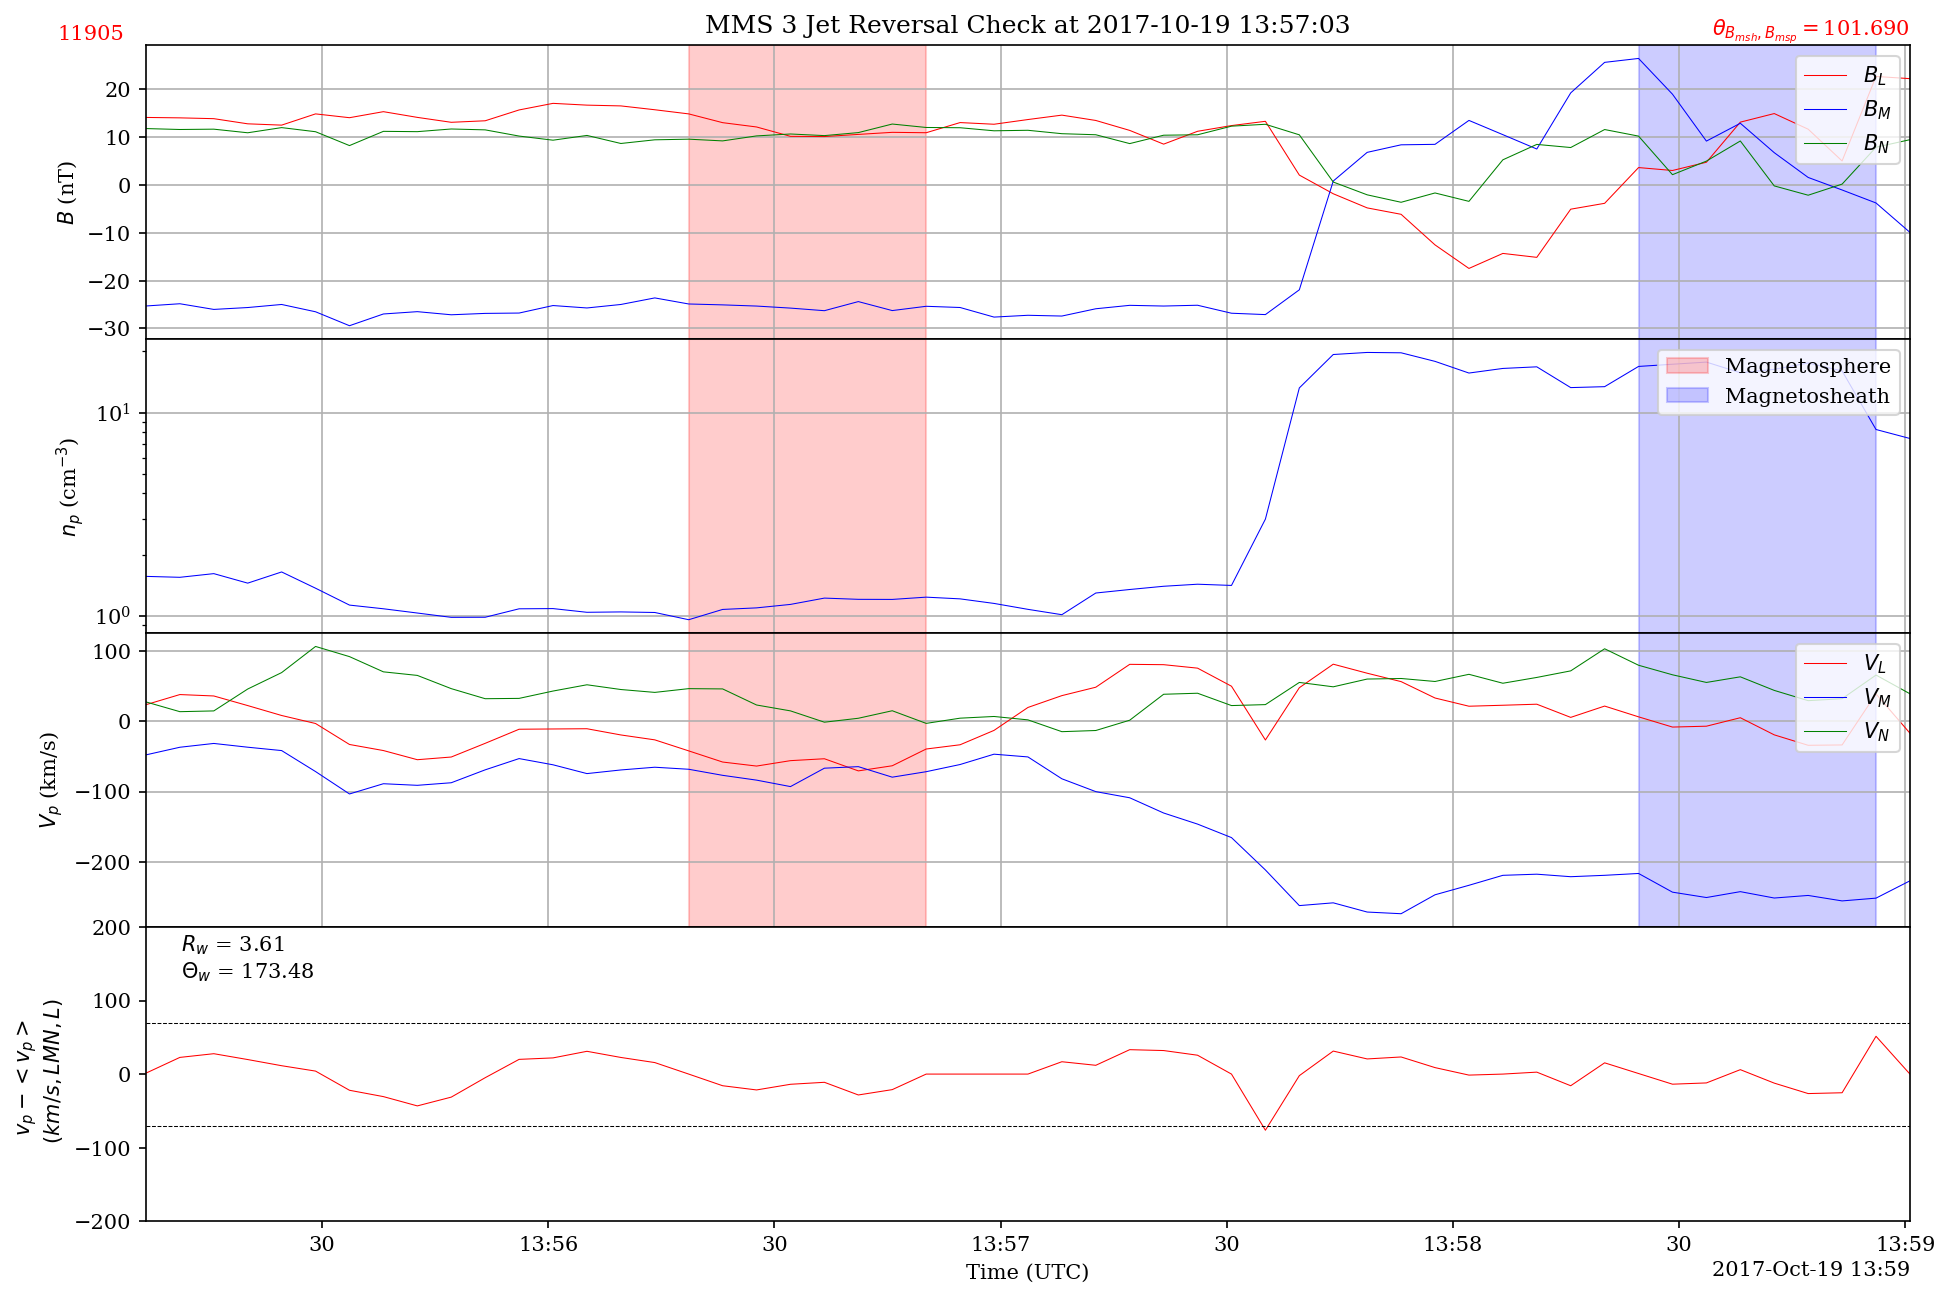 11905
MMS 3 Jet Reversal Check at 2017-10-19 13:57:03
θ_{B_{msh}, B_{msp}} = 101.690
20
10
0
−10
−20
−30
B (nT)
B_L
B_M
B_N
10^1
10^0
n_p (cm^{−3})
Magnetosphere
Magnetosheath
100
0
−100
−200
V_p (km/s)
V_L
V_M
V_N
200
100
0
−100
−200
v_p − < v_p >
(km/s, LMN, L)
R_w = 3.61
Θ_w = 173.48
30 13:56 30 13:57 30 13:58 30 13:59
Time (UTC)
2017-Oct-19 13:59